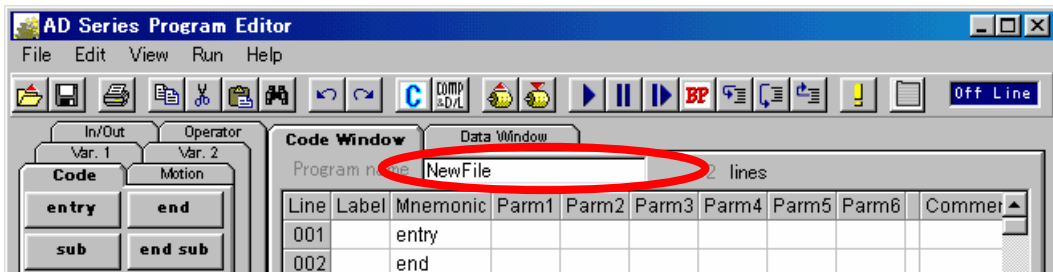 AD Series Program Editor
File Edit View Run Help
C COMP &D/L BP Off Line
In/Out Operator
Var. 1 Var. 2
Code Motion
entry end
sub end sub
Code Window Data Window
Program name NewFile 2 lines
Line Label Mnemonic Parm1 Parm2 Parm3 Parm4 Parm5 Parm6
001 entry
002 end